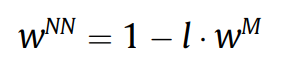 w^{NN} = 1 − l · w^{M}